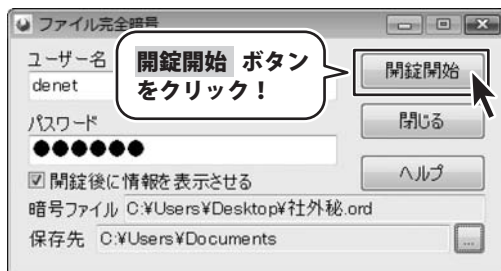 ファイル完全暗号
ユーザー名
denet
開錠開始 ボタン
をクリック！
開錠開始
パスワード
●●●●●●
閉じる
開錠後に情報を表示させる
ヘルプ
暗号ファイル C:¥Users¥Desktop¥社外秘.ord
保存先 C:¥Users¥Documents
...